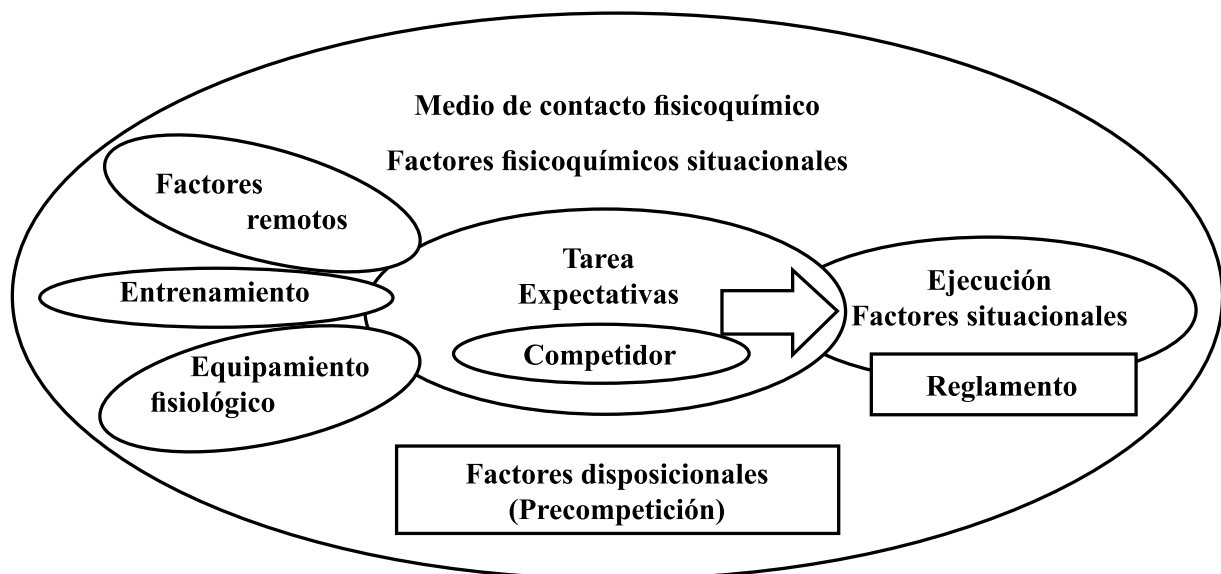 Medio de contacto fisicoquímico
Factores fisicoquímicos situacionales
Factores
remotos
Entrenamiento
Equipamiento
fisiológico
Tarea
Expectativas
Competidor
Ejecución
Factores situacionales
Reglamento
Factores disposicionales
(Precompetición)